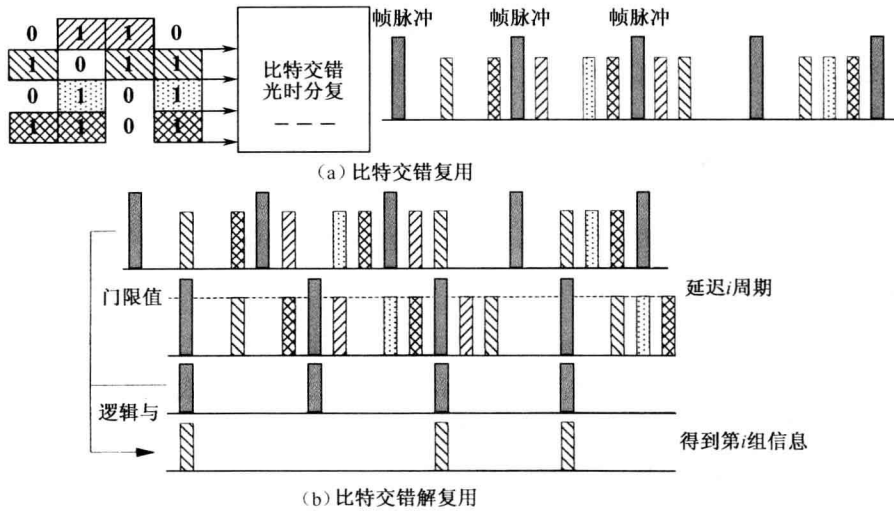 帧脉冲 帧脉冲 帧脉冲
0 1 1 0
1 0 1 1
0 1 0 1
1 1 0 1
比特交错
光时分复
(a)比特交错复用
门限值
延迟i周期
逻辑与
得到第i组信息
(b)比特交错解复用